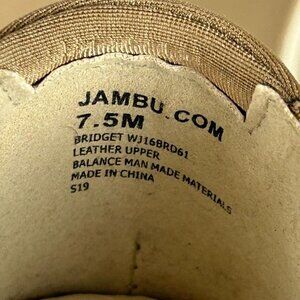 JAMBU.COM
7.5M
BRIDGET WJ16BRD61
LEATHER UPPER
BALANCE MAN MADE MATERIALS
MADE IN CHINA
S19